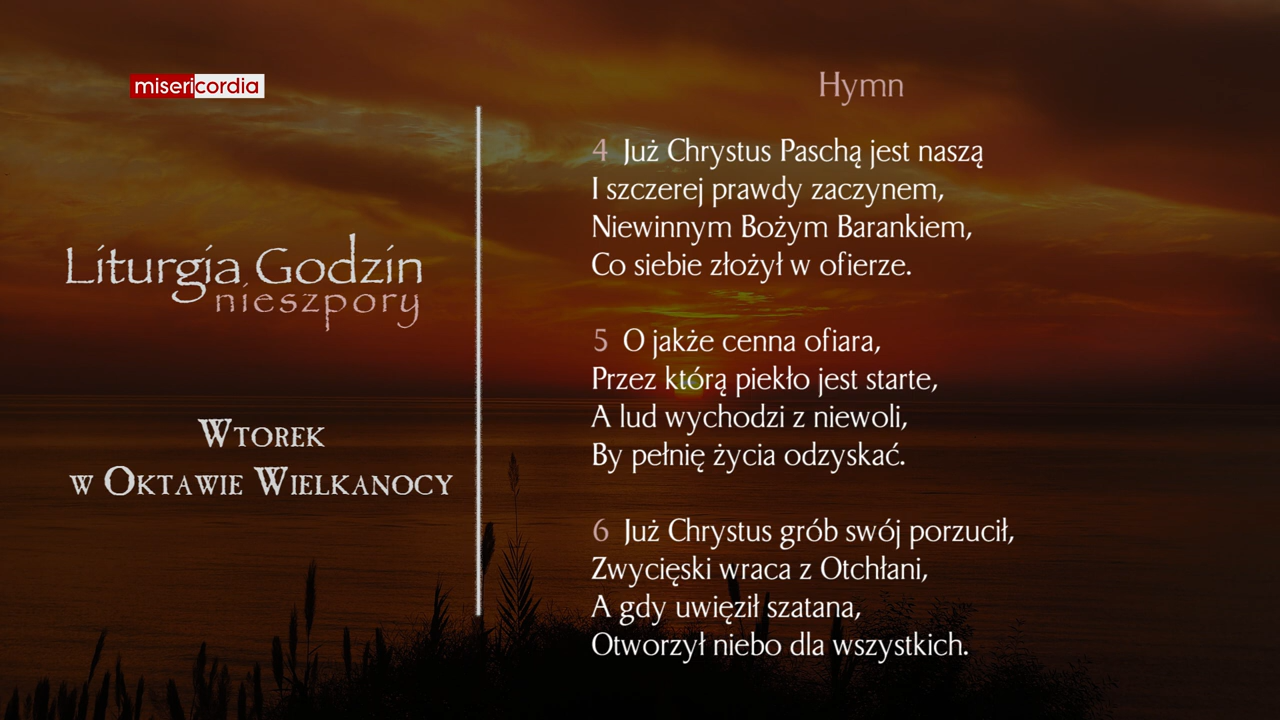 misericordia
Liturgia Godzin
nieszpory
Wtorek
w Oktawie Wielkanocy
Hymn
4 Już Chrystus Paschą jest naszą
I szczerej prawdy zaczynem,
Niewinnym Bożym Barankiem,
Co siebie złożył w ofierze.
5 O jakże cenna ofiara,
Przez którą piekło jest starte,
A lud wychodzi z niewoli,
By pełnię życia odzyskać.
6 Już Chrystus grób swój porzucił,
Zwycięski wraca z Otchłani,
A gdy uwięził szatana,
Otworzył niebo dla wszystkich.